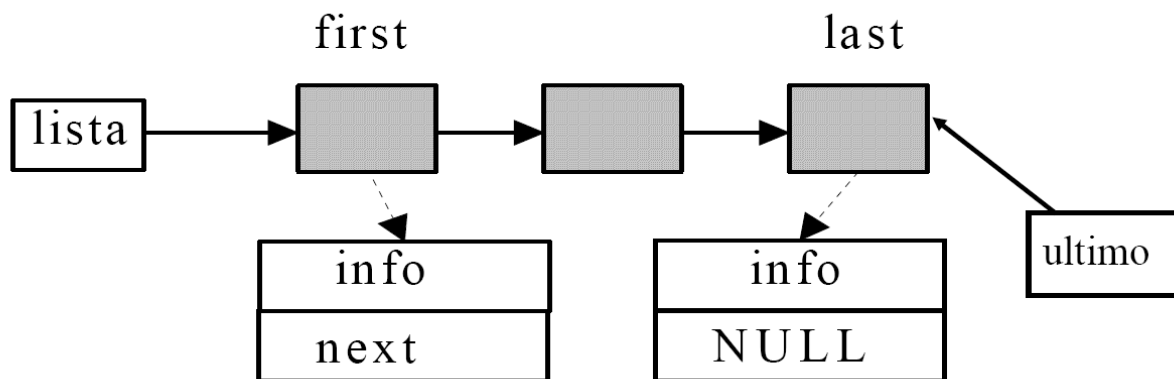 first
last
lista
ultimo
info
info
next
NULL